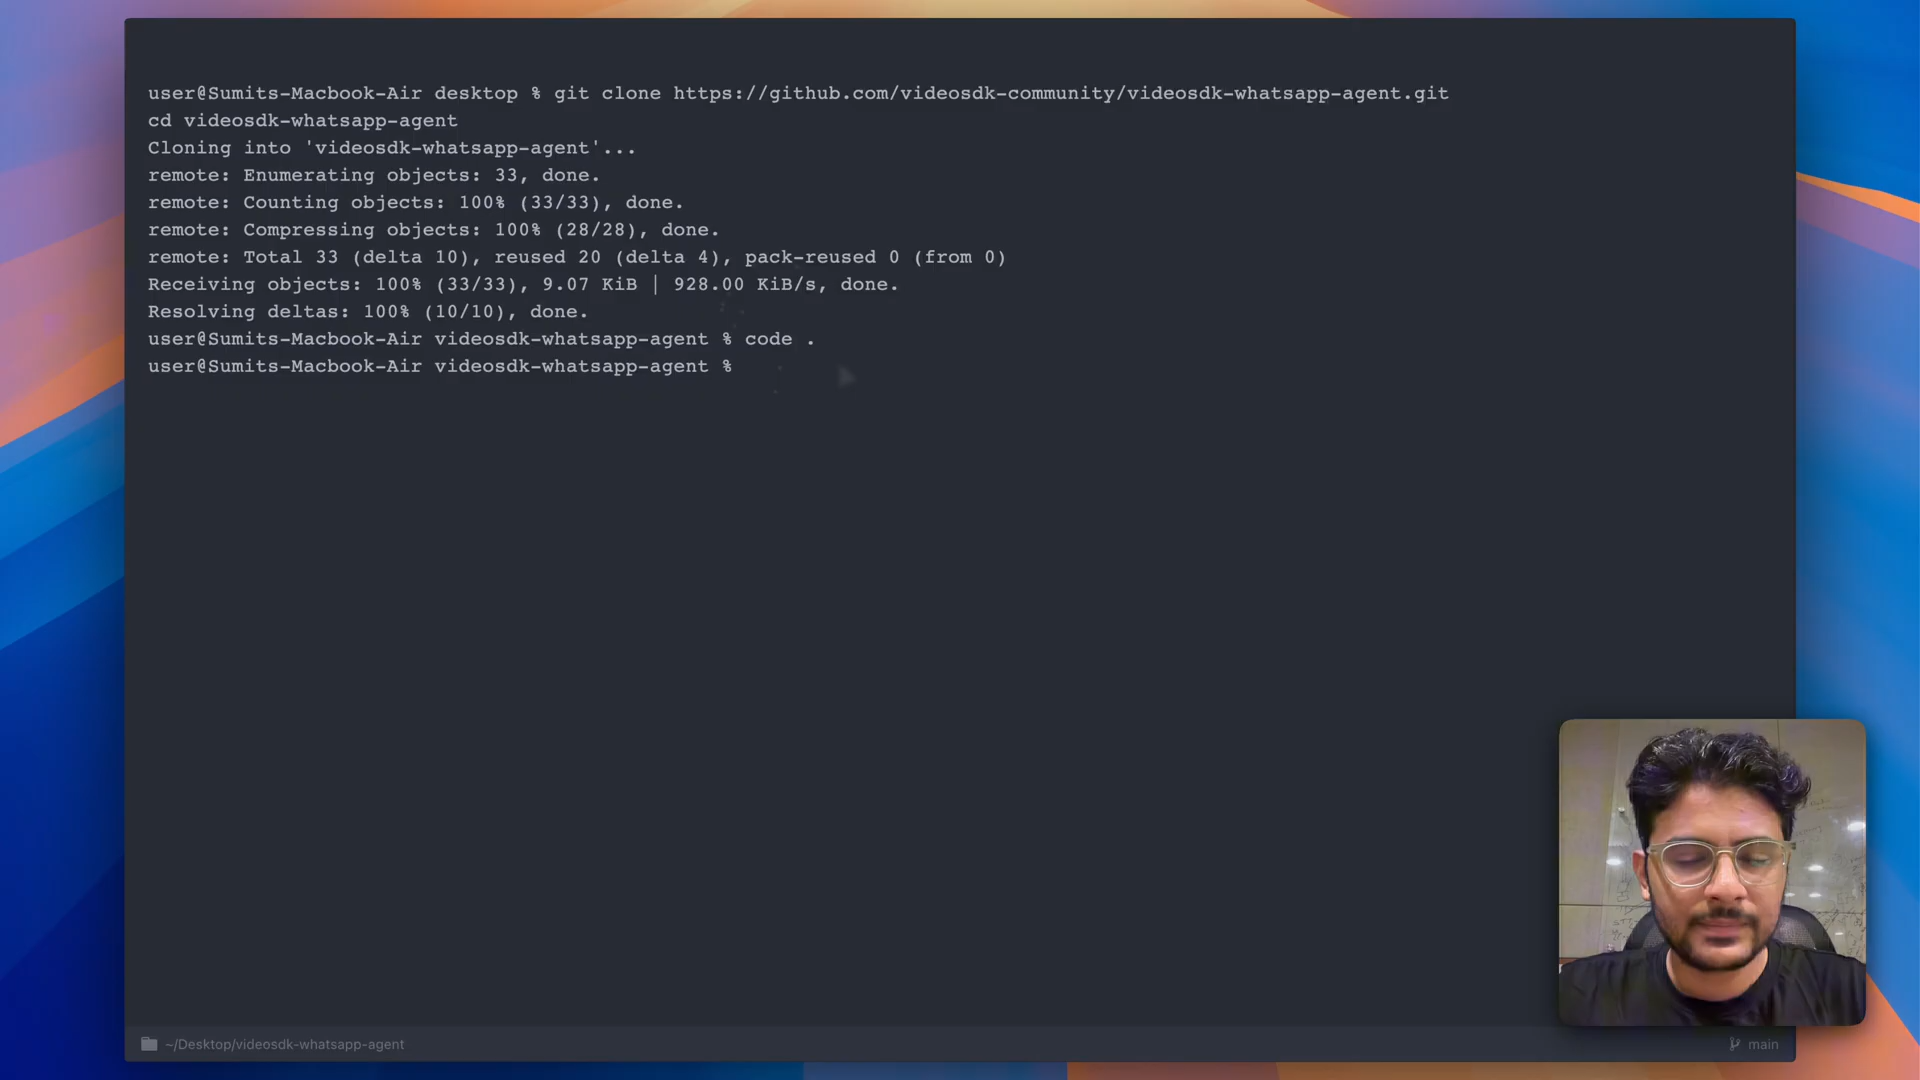 user@Sumits-Macbook-Air desktop % git clone https://github.com/videosdk-community/videosdk-whatsapp-agent.git
cd videosdk-whatsapp-agent
Cloning into 'videosdk-whatsapp-agent'...
remote: Enumerating objects: 33, done.
remote: Counting objects: 100% (33/33), done.
remote: Compressing objects: 100% (28/28), done.
remote: Total 33 (delta 10), reused 20 (delta 4), pack-reused 0 (from 0)
Receiving objects: 100% (33/33), 9.07 KiB | 928.00 KiB/s, done.
Resolving deltas: 100% (10/10), done.
user@Sumits-Macbook-Air videosdk-whatsapp-agent % code .
user@Sumits-Macbook-Air videosdk-whatsapp-agent %
~/Desktop/videosdk-whatsapp-agent
main